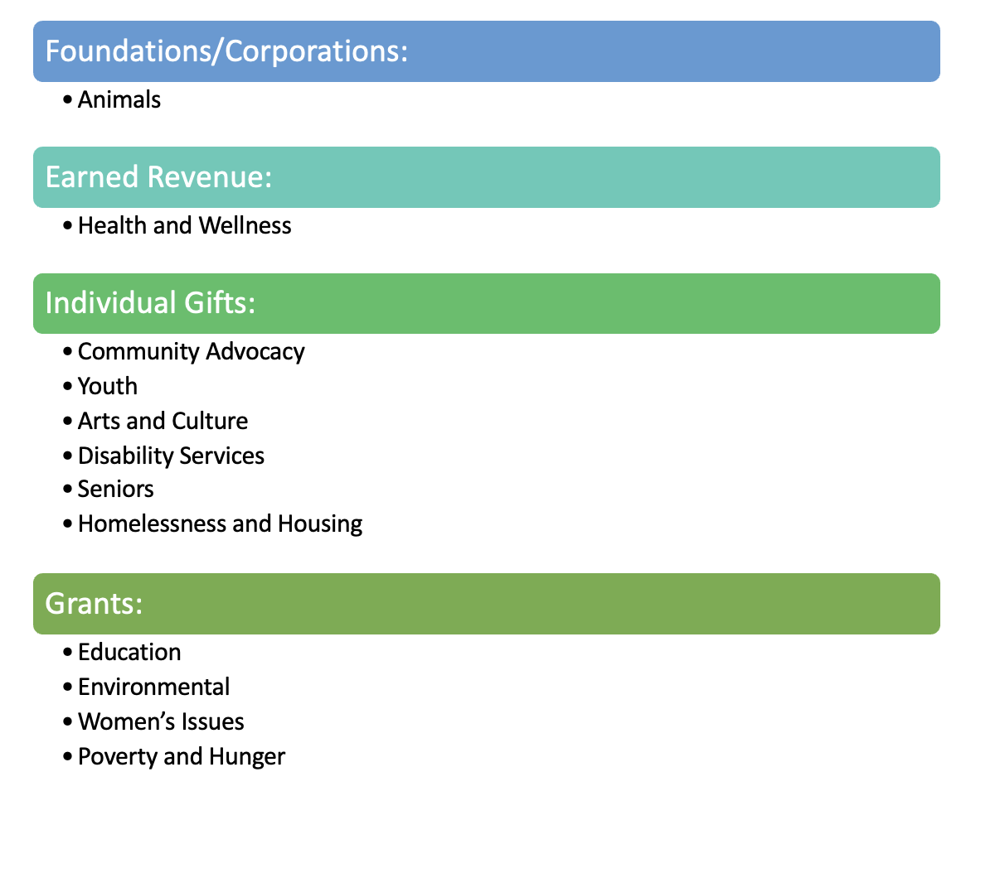 Foundations/Corporations:
• Animals
Earned Revenue:
• Health and Wellness
Individual Gifts:
• Community Advocacy
• Youth
• Arts and Culture
• Disability Services
• Seniors
• Homelessness and Housing
Grants:
• Education
• Environmental
• Women’s Issues
• Poverty and Hunger